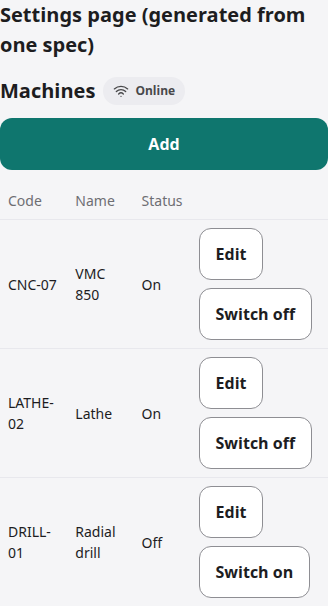 Settings page (generated from
one spec)
Machines Online
Add
Code Name Status
CNC-07 VMC 850 On Edit
Switch off
LATHE-02 Lathe On Edit
Switch off
DRILL-01 Radial drill Off Edit
Switch on